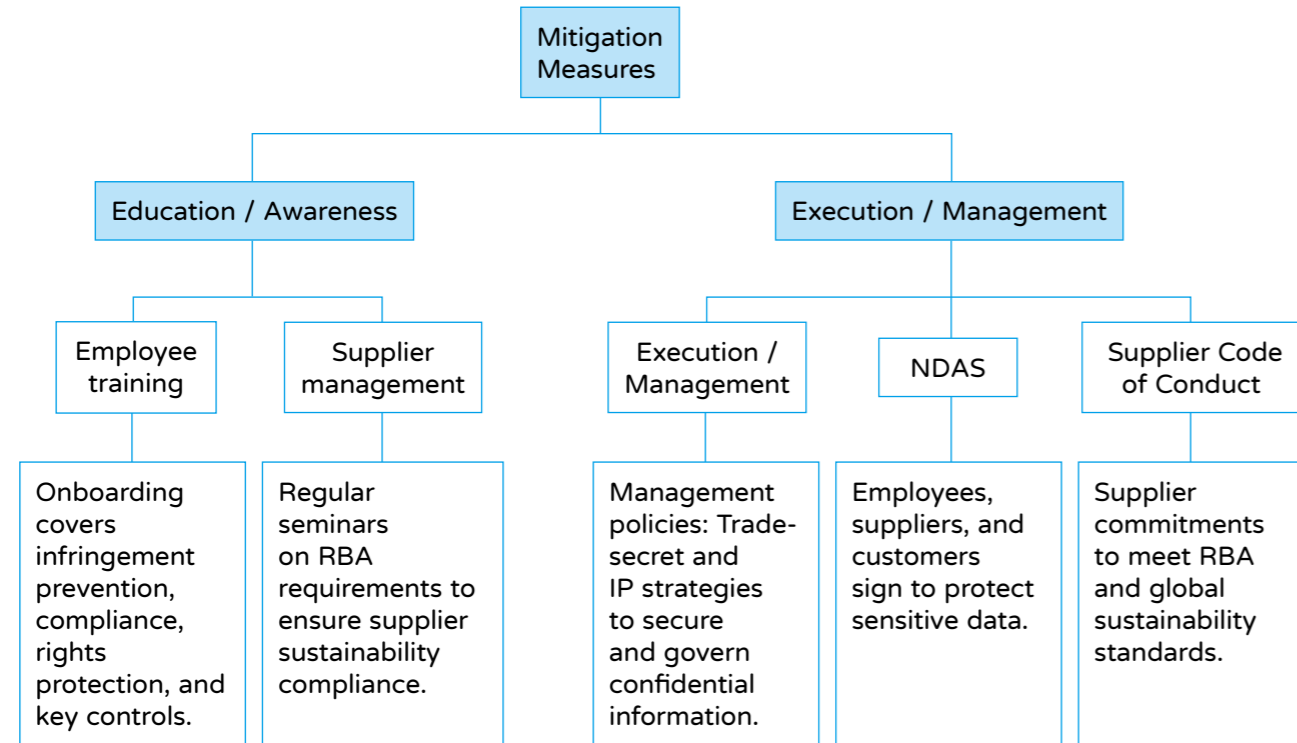 Mitigation
Measures
Education / Awareness
Execution / Management
Employee
training
Supplier
management
Execution /
Management
NDAS
Supplier Code
of Conduct
Onboarding
covers
infringement
prevention,
compliance,
rights
protection, and
key controls.
Regular
seminars
on RBA
requirements to
ensure supplier
sustainability
compliance.
Management
policies: Trade-
secret and
IP strategies
to secure
and govern
confidential
information.
Employees,
suppliers, and
customers
sign to protect
sensitive data.
Supplier
commitments
to meet RBA
and global
sustainability
standards.